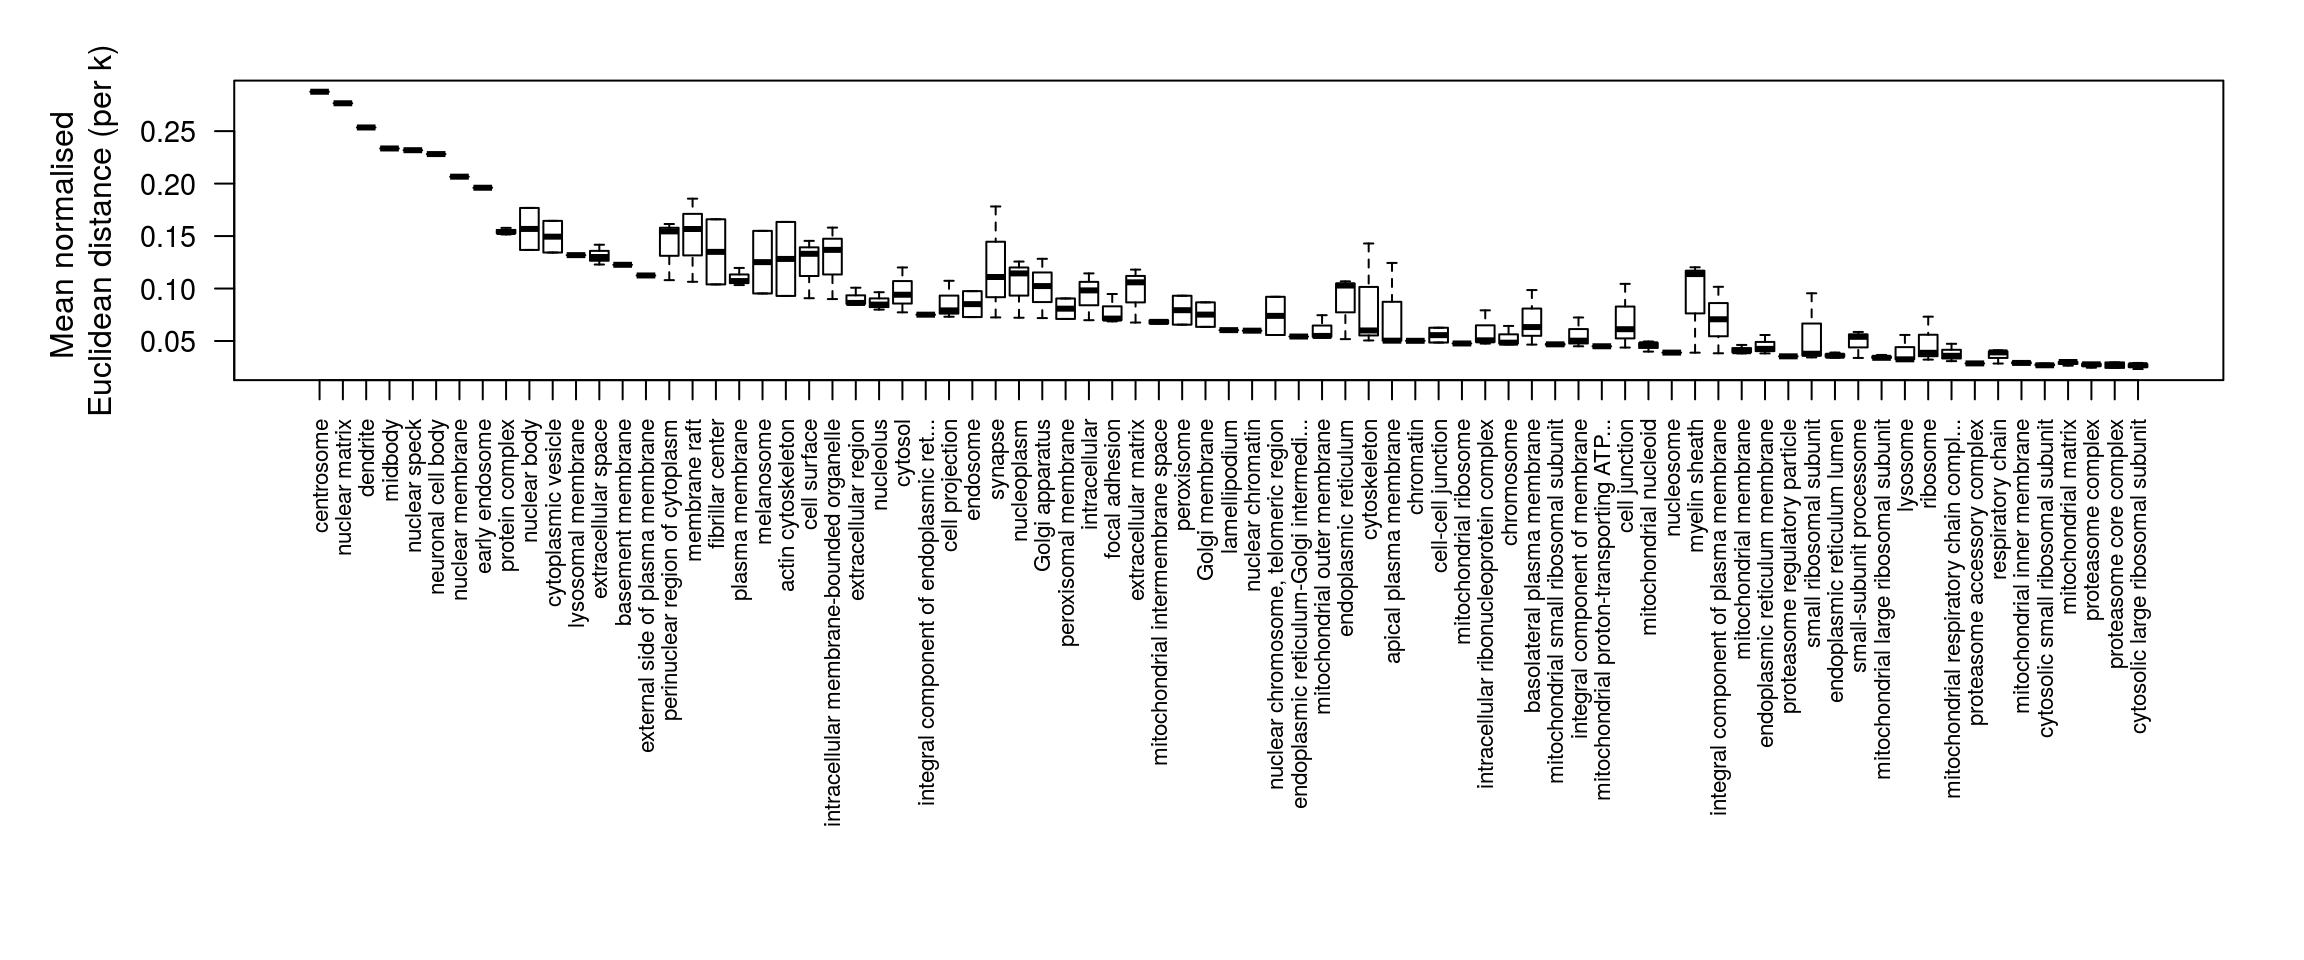 Mean normalised
Euclidean distance (per k)
0.25
0.20
0.15
0.10
0.05
centrosome
nuclear matrix
dendrite
midbody
nuclear speck
neuronal cell body
nuclear membrane
early endosome
protein complex
nuclear body
cytoplasmic vesicle
lysosomal membrane
extracellular space
basement membrane
external side of plasma membrane
perinuclear region of cytoplasm
membrane raft
fibrillar center
plasma membrane
melanosome
actin cytoskeleton
cell surface
intracellular membrane-bounded organelle
extracellular region
nucleolus
cytosol
integral component of endoplasmic ret...
cell projection
endosome
synapse
nucleoplasm
Golgi apparatus
peroxisomal membrane
intracellular
focal adhesion
extracellular matrix
mitochondrial intermembrane space
peroxisome
Golgi membrane
lamellipodium
nuclear chromatin
nuclear chromosome, telomeric region
endoplasmic reticulum-Golgi intermedi...
mitochondrial outer membrane
endoplasmic reticulum
cytoskeleton
apical plasma membrane
chromatin
cell-cell junction
mitochondrial ribosome
intracellular ribonucleoprotein complex
chromosome
basolateral plasma membrane
mitochondrial small ribosomal subunit
integral component of membrane
mitochondrial proton-transporting ATP...
cell junction
mitochondrial nucleoid
nucleosome
myelin sheath
integral component of plasma membrane
mitochondrial membrane
endoplasmic reticulum membrane
proteasome regulatory particle
small ribosomal subunit
endoplasmic reticulum lumen
small-subunit processome
mitochondrial large ribosomal subunit
lysosome
ribosome
mitochondrial respiratory chain compl...
proteasome accessory complex
respiratory chain
mitochondrial inner membrane
cytosolic small ribosomal subunit
mitochondrial matrix
proteasome complex
proteasome core complex
cytosolic large ribosomal subunit